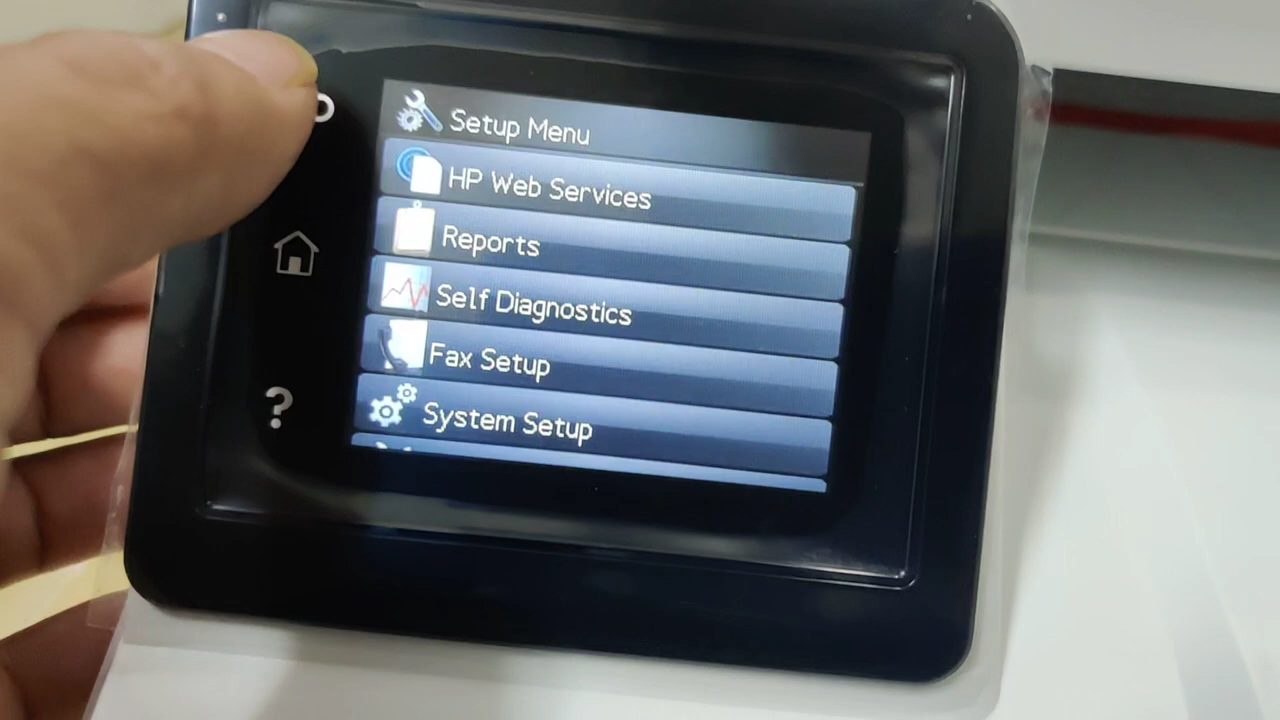 Setup Menu
HP Web Services
Reports
Self Diagnostics
Fax Setup
System Setup
?